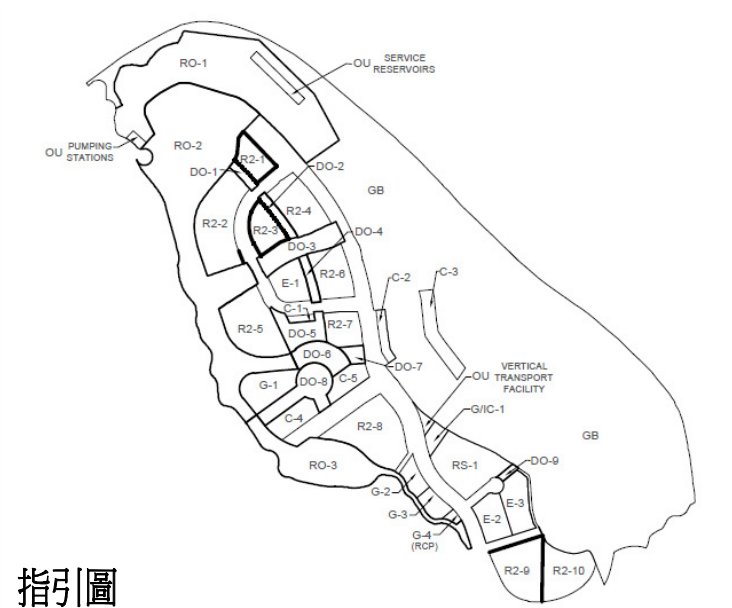 RO-1
OU SERVICE
RESERVOIRS
OU PUMPING
STATIONS
RO-2
R2-1
DO-1
DO-2
GB
R2-2
R2-4
R2-3
DO-4
DO-3
E-1
R2-6
C-2
C-3
C-1
R2-5
DO-5
R2-7
DO-6
DO-7
G-1
DO-8
C-5
OU VERTICAL
TRANSPORT
FACILITY
C-4
G/IC-1
R2-8
GB
RO-3
RS-1
DO-9
G-2
G-3
E-2
E-3
G-4
(RCP)
R2-9
R2-10
指引圖